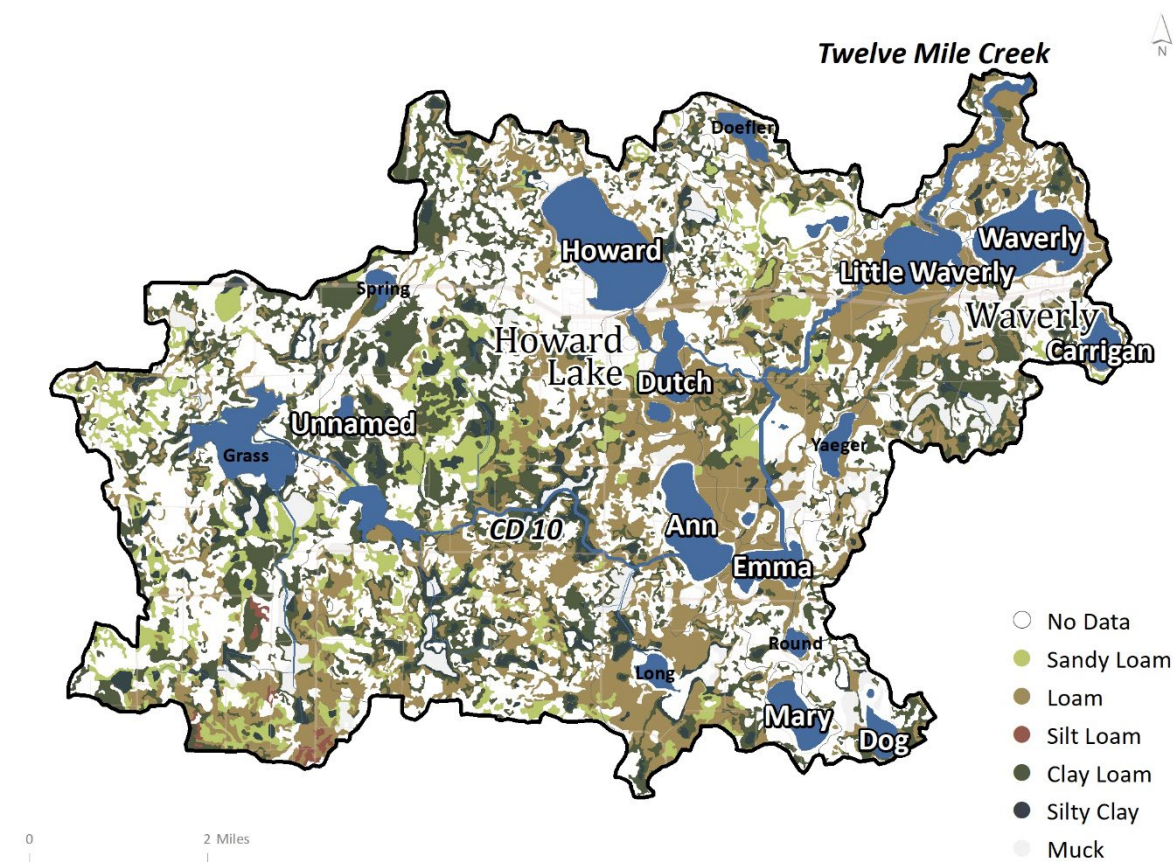 Twelve Mile Creek
N
Doefler
Howard
Waverly
Little Waverly
Spring
Waverly
Howard
Lake
Carrigan
Dutch
Unnamed
Yaeger
Grass
CD 10
Ann
Emma
Round
Long
Mary
Dog
No Data
Sandy Loam
Loam
Silt Loam
Clay Loam
Silty Clay
Muck
0
2 Miles